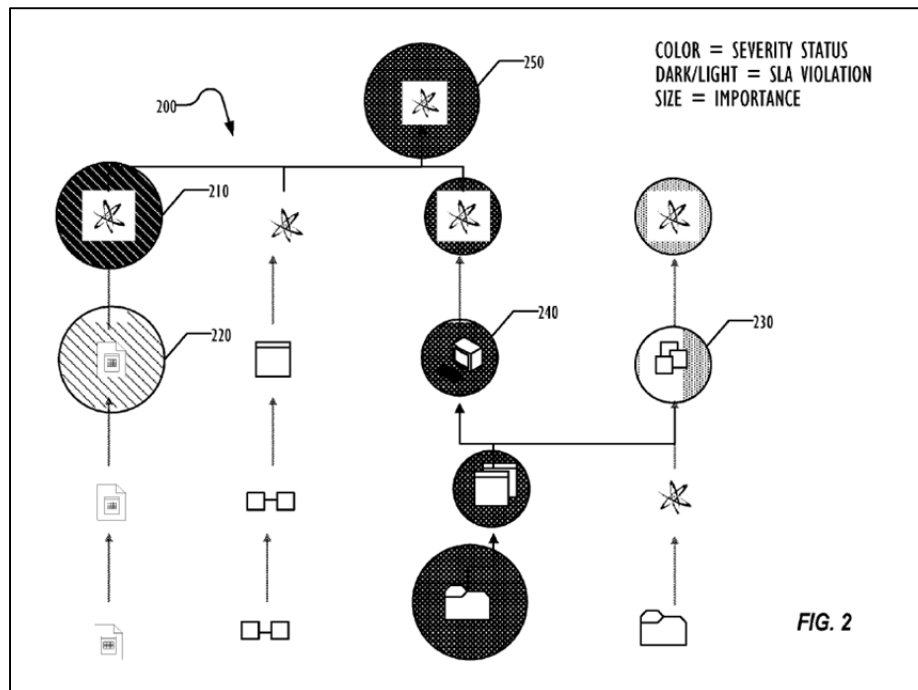 COLOR = SEVERITY STATUS
DARK/LIGHT = SLA VIOLATION
SIZE = IMPORTANCE
250
200
210
220
240
230
FIG. 2